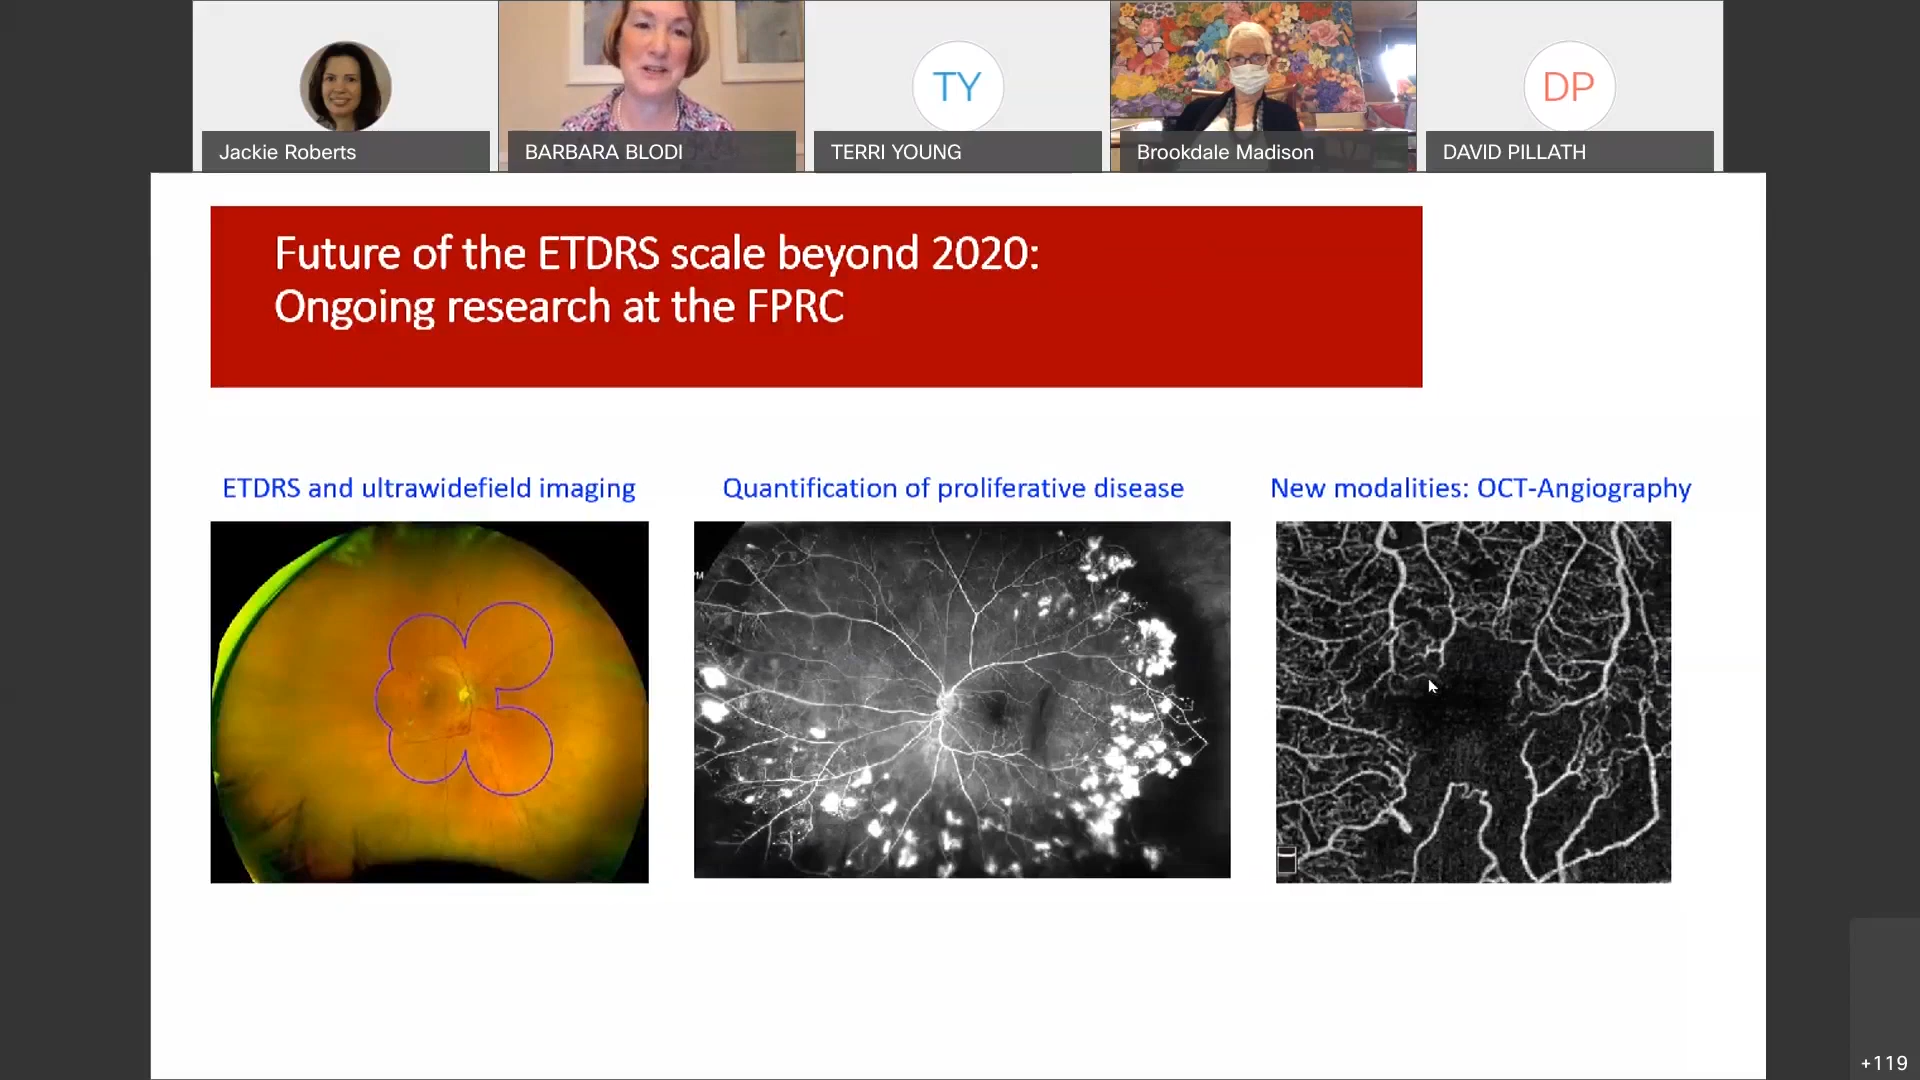 Jackie Roberts
BARBARA BLODI
TY
TERRI YOUNG
Brookdale Madison
DP
DAVID PILLATH
Future of the ETDRS scale beyond 2020:
Ongoing research at the FPRC
ETDRS and ultrawidefield imaging
Quantification of proliferative disease
New modalities: OCT-Angiography
+119